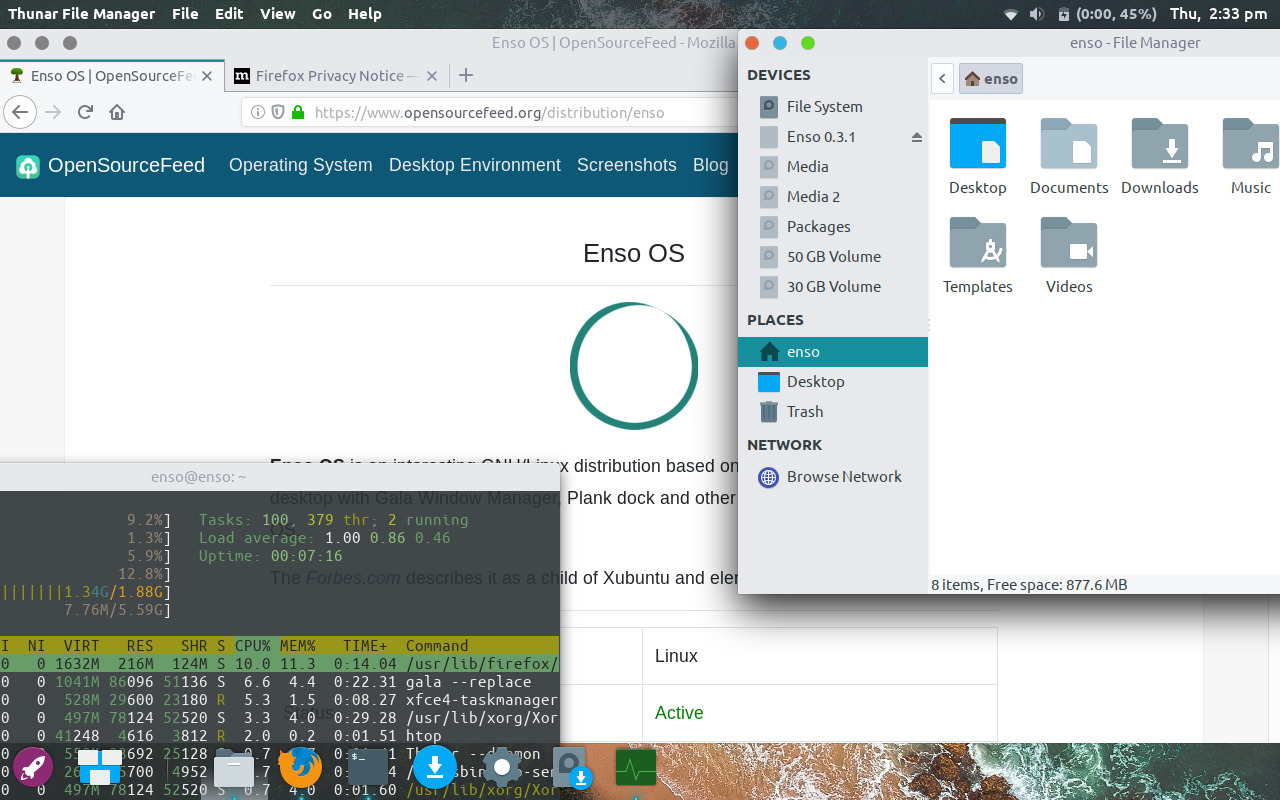 Thunar File Manager File Edit View Go Help (0:00, 45%) Thu, 2:33 pm
Enso OS | OpenSourceFeed - Mozilla
Enso OS | OpenSourceFe
Firefox Privacy Notice —
https://www.opensourcefeed.org/distribution/enso
OpenSourceFeed Operating System Desktop Environment Screenshots Blog
Enso OS
Enso OS is an interesting GNU/Linux distribution based on
desktop with Gala Window Manager, Plank dock and other
OS.
The Forbes.com describes it as a child of Xubuntu and elem
Linux
Status
Active
enso - File Manager
enso
DEVICES
File System
Enso 0.3.1
Media
Media 2
Packages
50 GB Volume
30 GB Volume
PLACES
enso
Desktop
Trash
NETWORK
Browse Network
Desktop Documents Downloads Music
Templates Videos
8 items, Free space: 877.6 MB
enso@enso: ~
9.2%] Tasks: 100, 379 thr; 2 running
1.3%] Load average: 1.00 0.86 0.46
5.9%] Uptime: 00:07:16
12.8%]
|||||||1.34G/1.88G]
7.76M/5.59G]
I NI VIRT RES SHR S CPU% MEM% TIME+ Command
0 0 1632M 216M 124M S 10.0 11.3 0:14.04 /usr/lib/firefox/
0 0 1041M 86096 51136 S 6.6 4.4 0:22.31 gala --replace
0 0 528M 29600 23180 R 5.3 1.5 0:08.27 xfce4-taskmanager
0 0 497M 78124 52520 S 3.3 4.0 0:29.28 /usr/lib/xorg/Xor
0 0 41248 4616 3812 R 2.0 0.2 0:01.51 htop
0 0 25128
0 0 4952
0 0 497M 78124 52520 S 0.7 4.0 0:01.60 /usr/lib/xorg/Xor